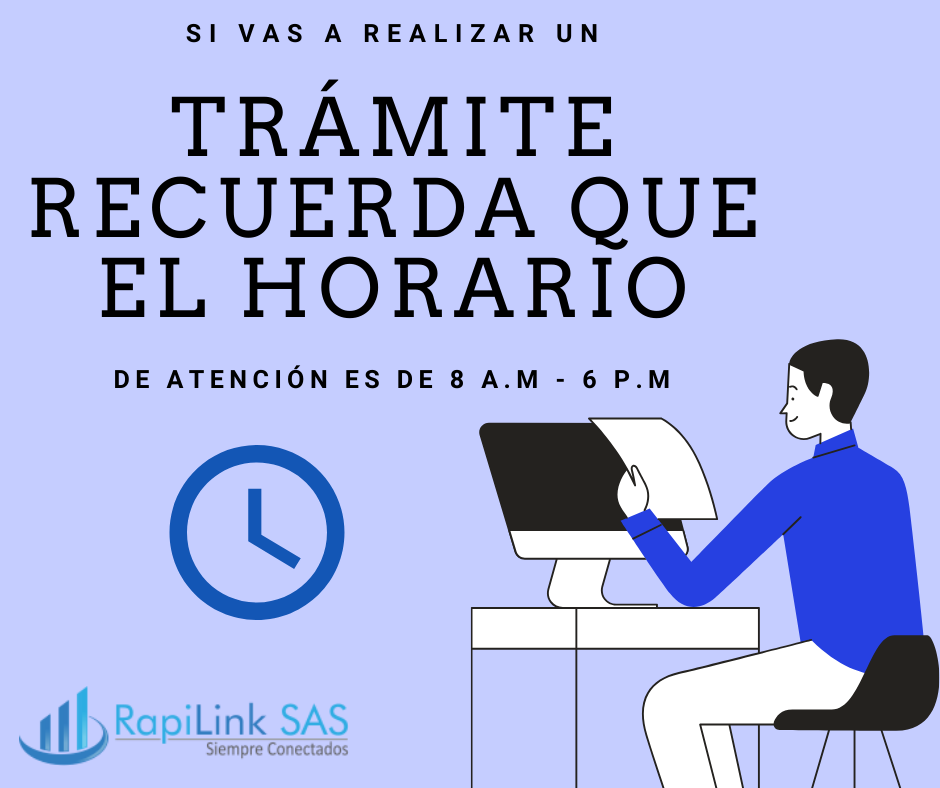 SI VAS A REALIZAR UN
TRÁMITE
RECUERDA QUE
EL HORARIO
DE ATENCIÓN ES DE 8 A.M - 6 P.M
RapiLink SAS
Siempre Conectados